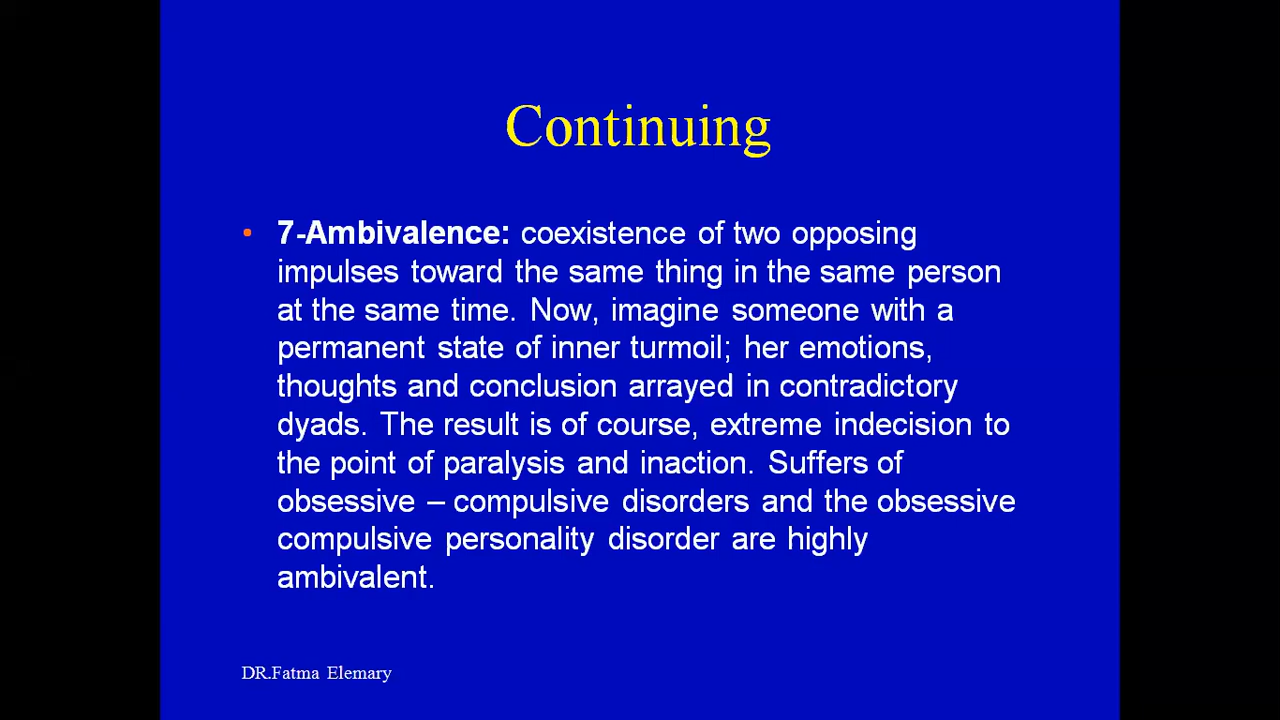 Continuing
• 7-Ambivalence: coexistence of two opposing
impulses toward the same thing in the same person
at the same time. Now, imagine someone with a
permanent state of inner turmoil; her emotions,
thoughts and conclusion arrayed in contradictory
dyads. The result is of course, extreme indecision to
the point of paralysis and inaction. Suffers of
obsessive – compulsive disorders and the obsessive
compulsive personality disorder are highly
ambivalent.
DR.Fatma Elemary